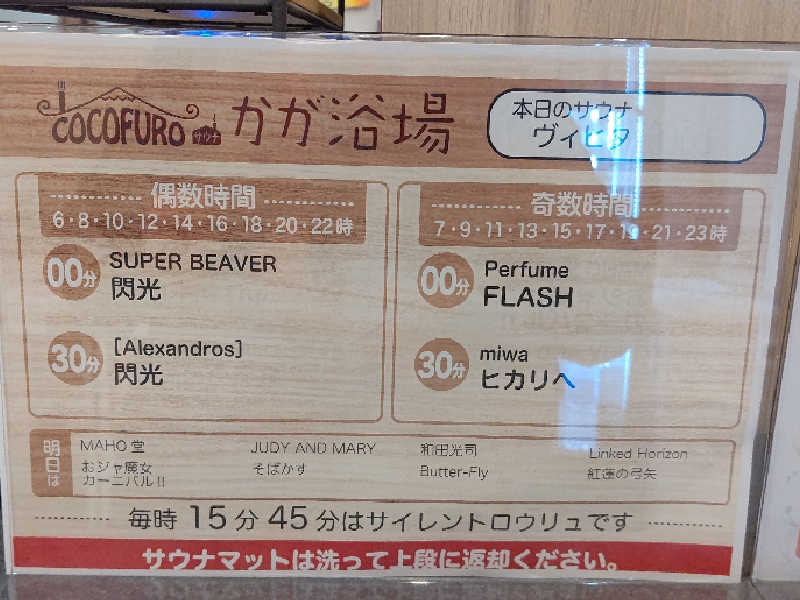 COCOFURO サウナ かが浴場
本日のサウナ
ヴィヒタ
偶数時間
6・8・10・12・14・16・18・20・22時
00分
SUPER BEAVER
閃光
30分
[Alexandros]
閃光
奇数時間
7・9・11・13・15・17・19・21・23時
00分
Perfume
FLASH
30分
miwa
ヒカリへ
明日は
MAHO堂
おジャ魔女
カーニバル!!
JUDY AND MARY
そばかす
和田光司
Butter-Fly
Linked Horizon
紅蓮の弓矢
毎時 15分 45分はサイレントロウリュです
サウナマットは洗って上段に返却ください。